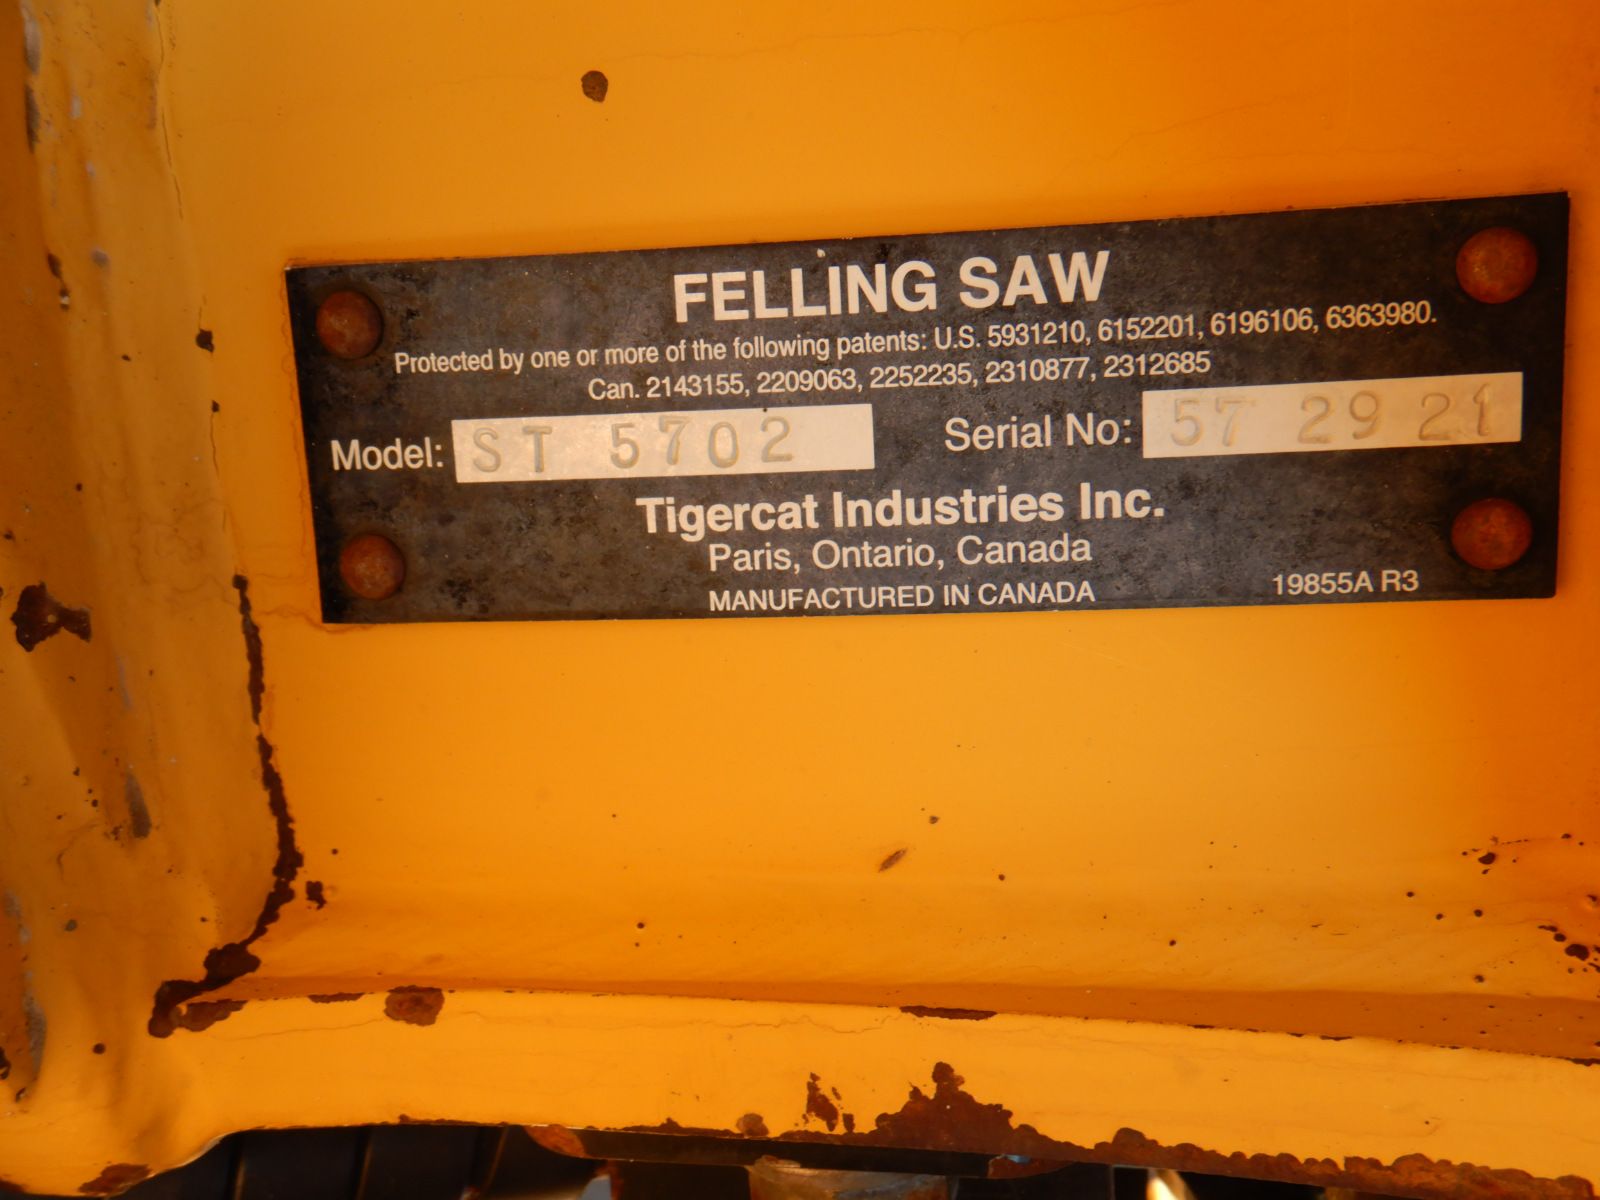 FELLING SAW
Protected by one or more of the following patents: U.S. 5931210, 6152201, 6196106, 6363980.
Can. 2143155, 2209063, 2252235, 2310877, 2312685
Model: ST 5702 Serial No: 57 29 21
Tigercat Industries Inc.
Paris, Ontario, Canada
MANUFACTURED IN CANADA 19855A R3